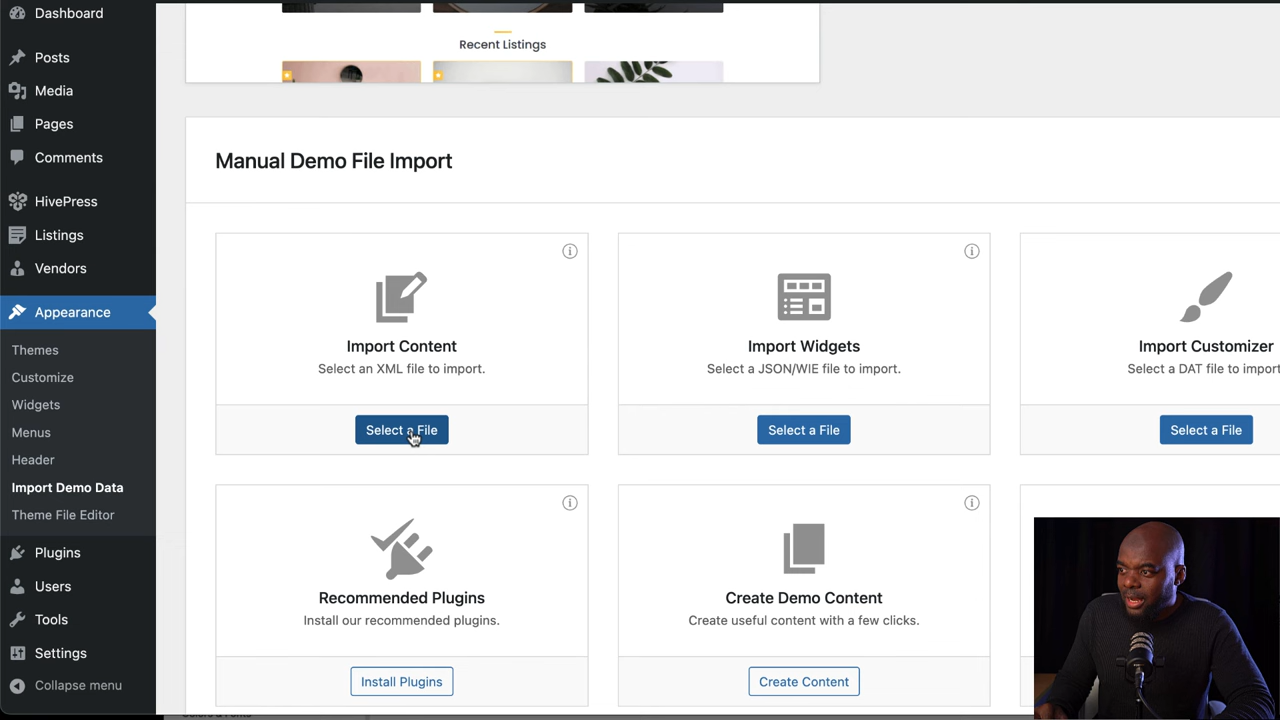 Dashboard
Posts
Media
Pages
Comments
HivePress
Listings
Vendors
Appearance
Themes
Customize
Widgets
Menus
Header
Import Demo Data
Theme File Editor
Plugins
Users
Tools
Settings
Collapse menu
Recent Listings
Manual Demo File Import
Import Content
Select an XML file to import.
Select a File
Import Widgets
Select a JSON/WIE file to import.
Select a File
Import Customizer
Select a DAT file to import
Select a File
Recommended Plugins
Install our recommended plugins.
Install Plugins
Create Demo Content
Create useful content with a few clicks.
Create Content